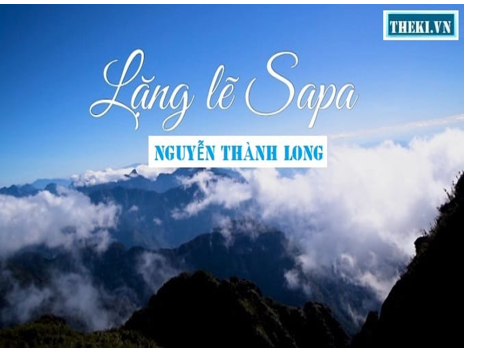 THEKI.VN
Lặng lẽ Sapa
NGUYỄN THÀNH LONG